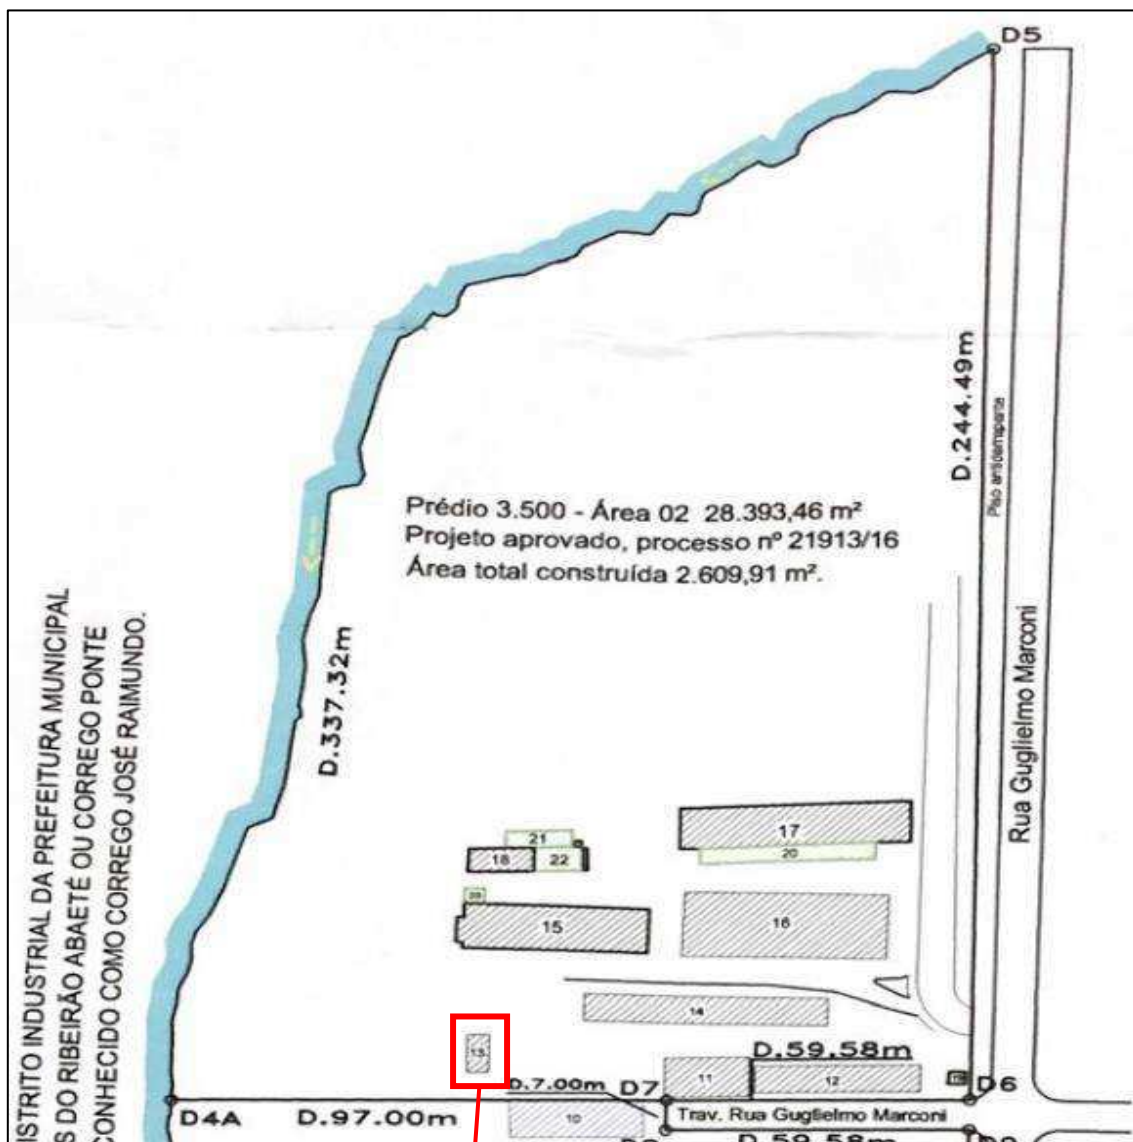 D5
D.244.49m
Piso antiderrapante
Rua Guglielmo Marconi
Prédio 3.500 - Área 02 28.393,46 m²
Projeto aprovado, processo nº 21913/16
Área total construída 2.609,91 m².
D.337.32m
ISTRITO INDUSTRIAL DA PREFEITURA MUNICIPAL
S DO RIBEIRÃO ABAETÉ OU CORREGO PONTE
CONHECIDO COMO CORREGO JOSÉ RAIMUNDO.
17
20
21
18
22
15
16
14
13
D.59.58m
11
12
D.7.00m
D7
D6
D4A
D.97.00m
10
Trav. Rua Guglielmo Marconi
D.59.58m